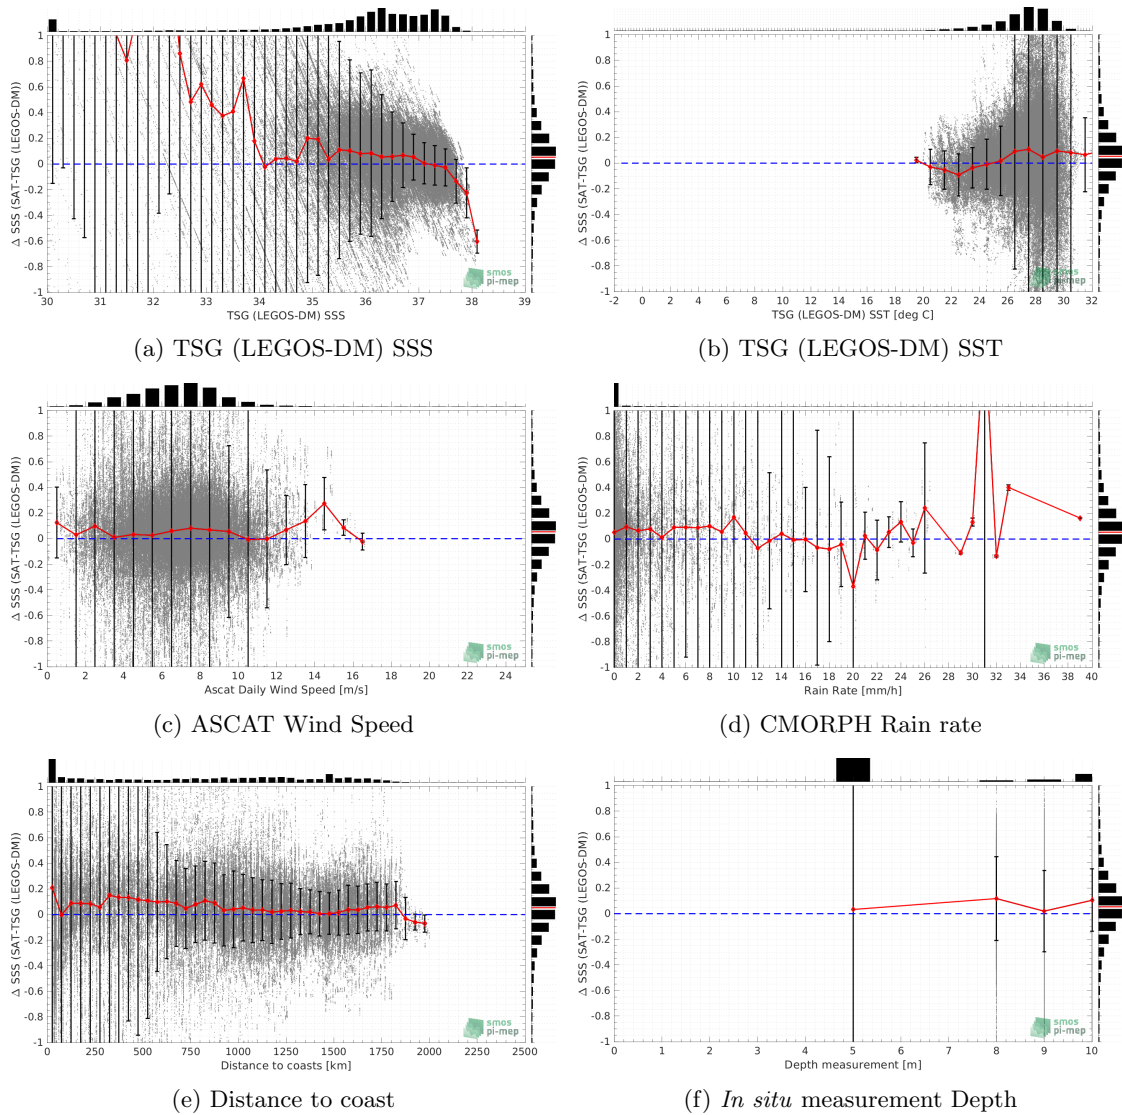 Δ SSS (SAT-TSG (LEGOS-DM))
1
0.8
0.6
0.4
0.2
0
-0.2
-0.4
-0.6
-0.8
-1
30 31 32 33 34 35 36 37 38 39
TSG (LEGOS-DM) SSS
smos
pi-mep
(a) TSG (LEGOS-DM) SSS
Δ SSS (SAT-TSG (LEGOS-DM))
1
0.8
0.6
0.4
0.2
0
-0.2
-0.4
-0.6
-0.8
-1
-2 0 2 4 6 8 10 12 14 16 18 20 22 24 26 28 30 32
TSG (LEGOS-DM) SST [deg C]
smos
pi-mep
(b) TSG (LEGOS-DM) SST
Δ SSS (SAT-TSG (LEGOS-DM))
1
0.8
0.6
0.4
0.2
0
-0.2
-0.4
-0.6
-0.8
-1
0 2 4 6 8 10 12 14 16 18 20 22 24
Ascat Daily Wind Speed [m/s]
smos
pi-mep
(c) ASCAT Wind Speed
Δ SSS (SAT-TSG (LEGOS-DM))
1
0.8
0.6
0.4
0.2
0
-0.2
-0.4
-0.6
-0.8
-1
0 2 4 6 8 10 12 14 16 18 20 22 24 26 28 30 32 34 36 38 40
Rain Rate [mm/h]
smos
pi-mep
(d) CMORPH Rain rate
Δ SSS (SAT-TSG (LEGOS-DM))
1
0.8
0.6
0.4
0.2
0
-0.2
-0.4
-0.6
-0.8
-1
0 250 500 750 1000 1250 1500 1750 2000 2250 2500
Distance to coasts [km]
smos
pi-mep
(e) Distance to coast
Δ SSS (SAT-TSG (LEGOS-DM))
1
0.8
0.6
0.4
0.2
0
-0.2
-0.4
-0.6
-0.8
-1
0 1 2 3 4 5 6 7 8 9 10
Depth measurement [m]
smos
pi-mep
(f) In situ measurement Depth